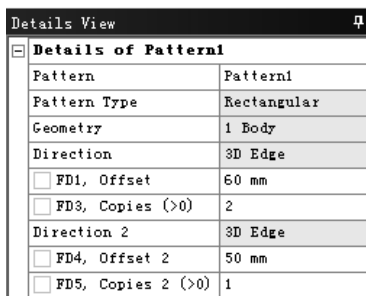 Details View
Details of Pattern1
Pattern Pattern1
Pattern Type Rectangular
Geometry 1 Body
Direction 3D Edge
FD1, Offset 60 mm
FD3, Copies (>0) 2
Direction 2 3D Edge
FD4, Offset 2 50 mm
FD5, Copies 2 (>0) 1